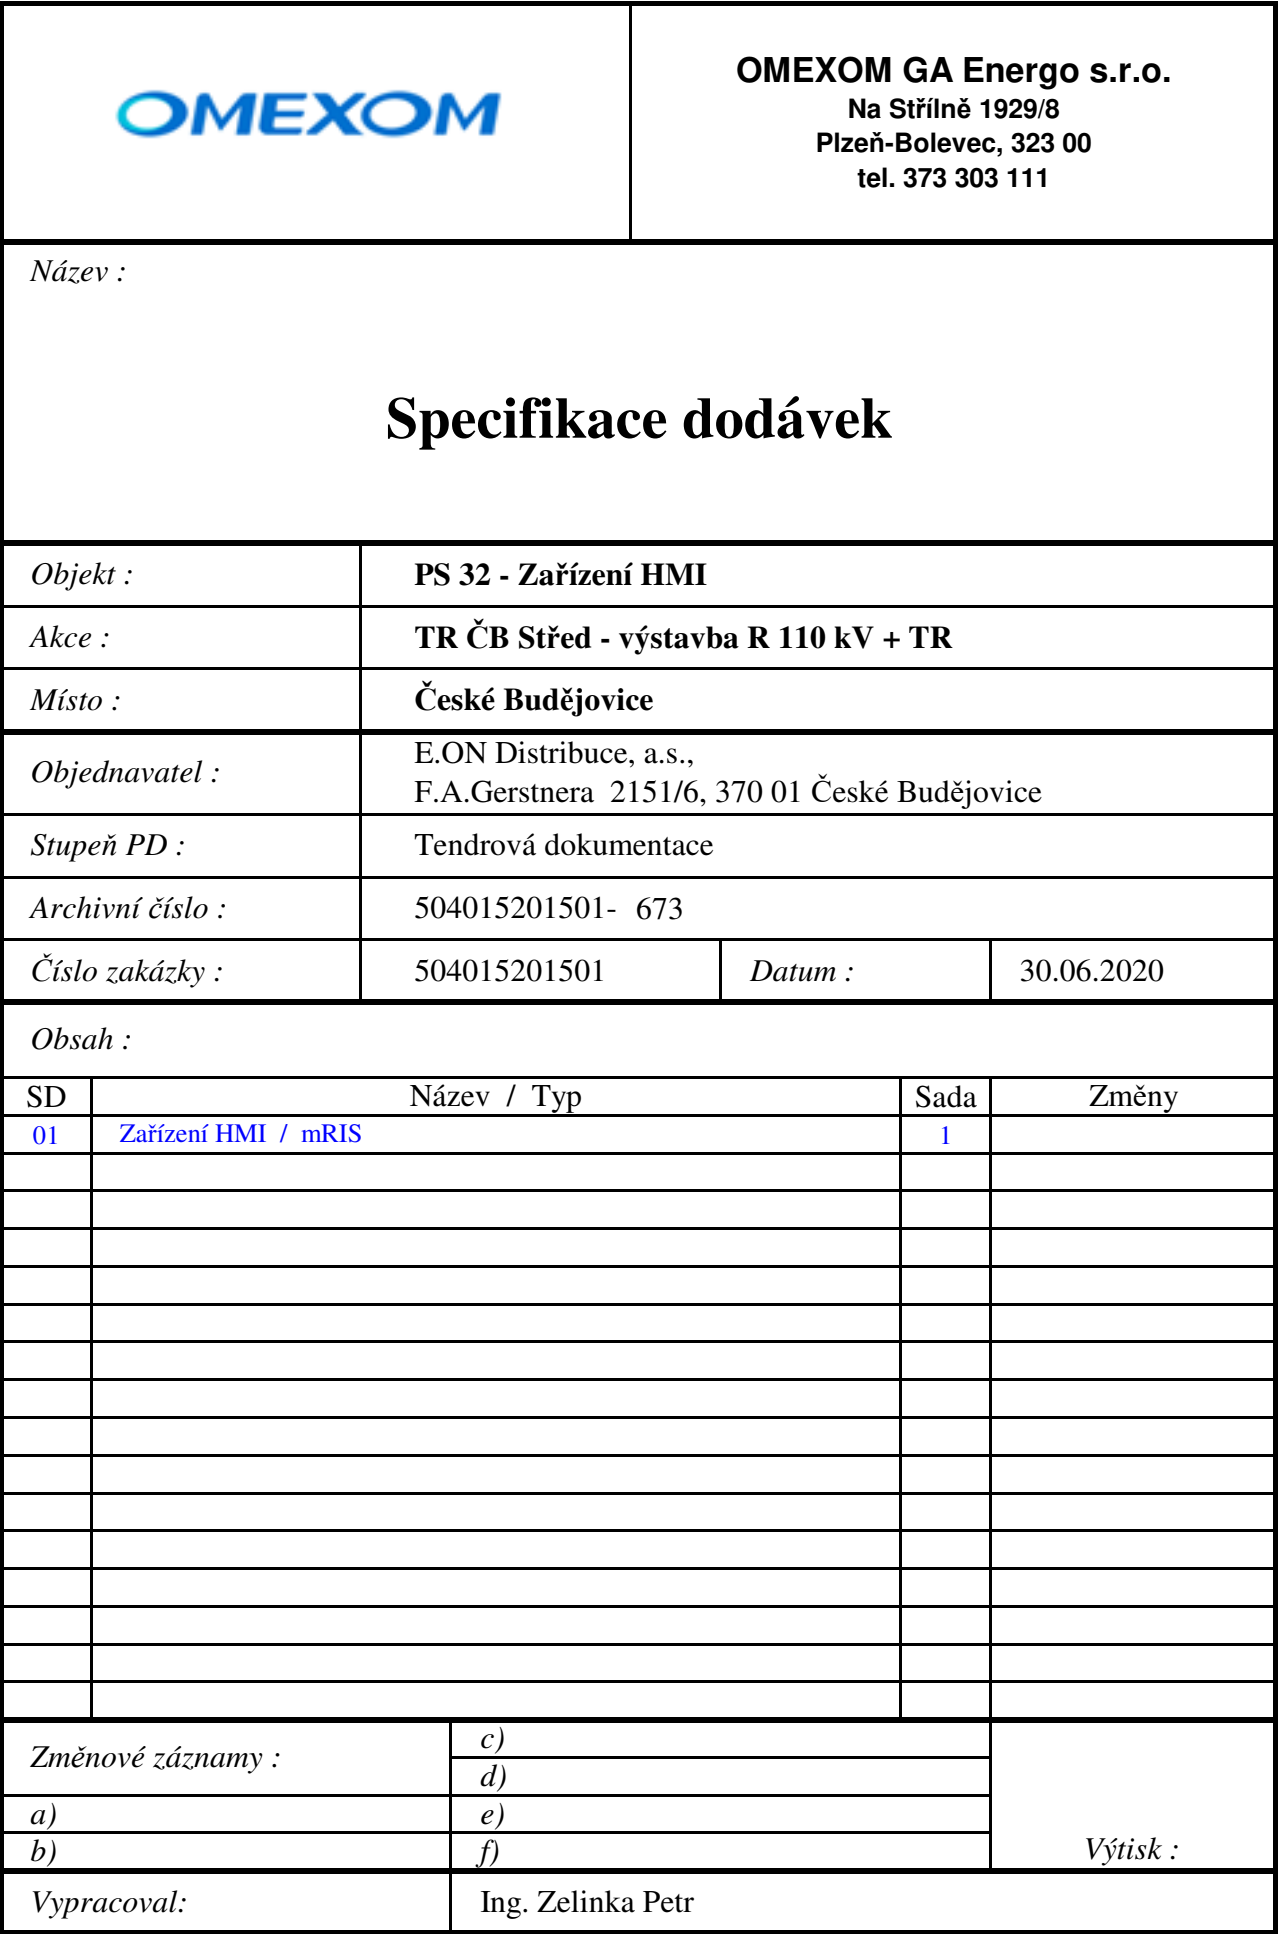 OMEXOM
OMEXOM GA Energo s.r.o.
Na Střílně 1929/8
Plzeň-Bolevec, 323 00
tel. 373 303 111
Název :
Specifikace dodávek
Objekt : PS 32 - Zařízení HMI
Akce : TR ČB Střed - výstavba R 110 kV + TR
Místo : České Budějovice
Objednavatel : E.ON Distribuce, a.s.,
F.A.Gerstnera 2151/6, 370 01 České Budějovice
Stupeň PD : Tendrová dokumentace
Archivní číslo : 504015201501- 673
Číslo zakázky : 504015201501 Datum : 30.06.2020
Obsah :
SD Název / Typ Sada Změny
01 Zařízení HMI / mRIS 1
Změnové záznamy : c)
d)
a) e)
b) f) Výtisk :
Vypracoval: Ing. Zelinka Petr